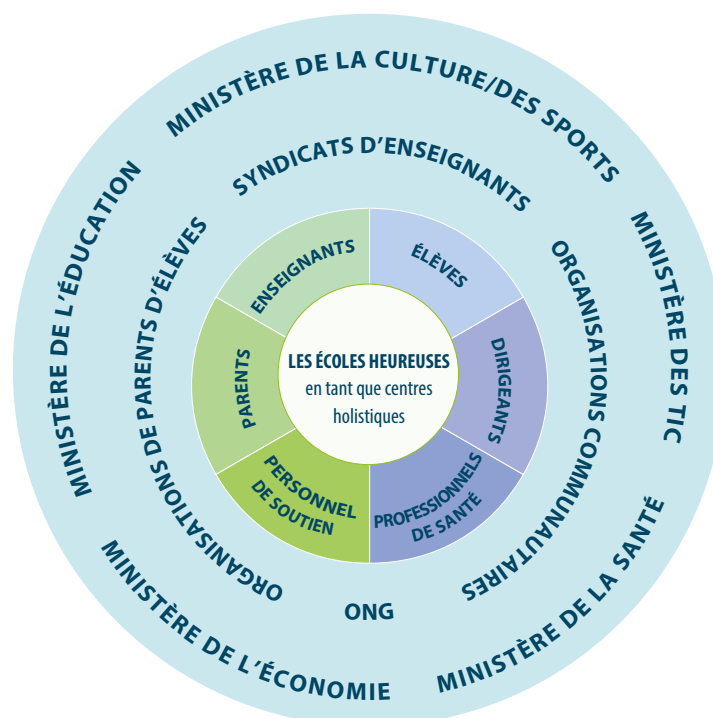 MINISTÈRE DE LA CULTURE/DES SPORTS
MINISTÈRE DES TIC
MINISTÈRE DE LA SANTÉ
MINISTÈRE DE L'ÉCONOMIE
MINISTÈRE DE L'ÉDUCATION
SYNDICATS D'ENSEIGNANTS
ORGANISATIONS COMMUNAUTAIRES
ONG
ORGANISATIONS DE PARENTS D'ÉLÈVES
ENSEIGNANTS
ÉLÈVES
DIRIGEANTS
PROFESSIONNELS
DE SANTÉ
PERSONNEL
DE SOUTIEN
PARENTS
LES ÉCOLES HEUREUSES
en tant que centres
holistiques